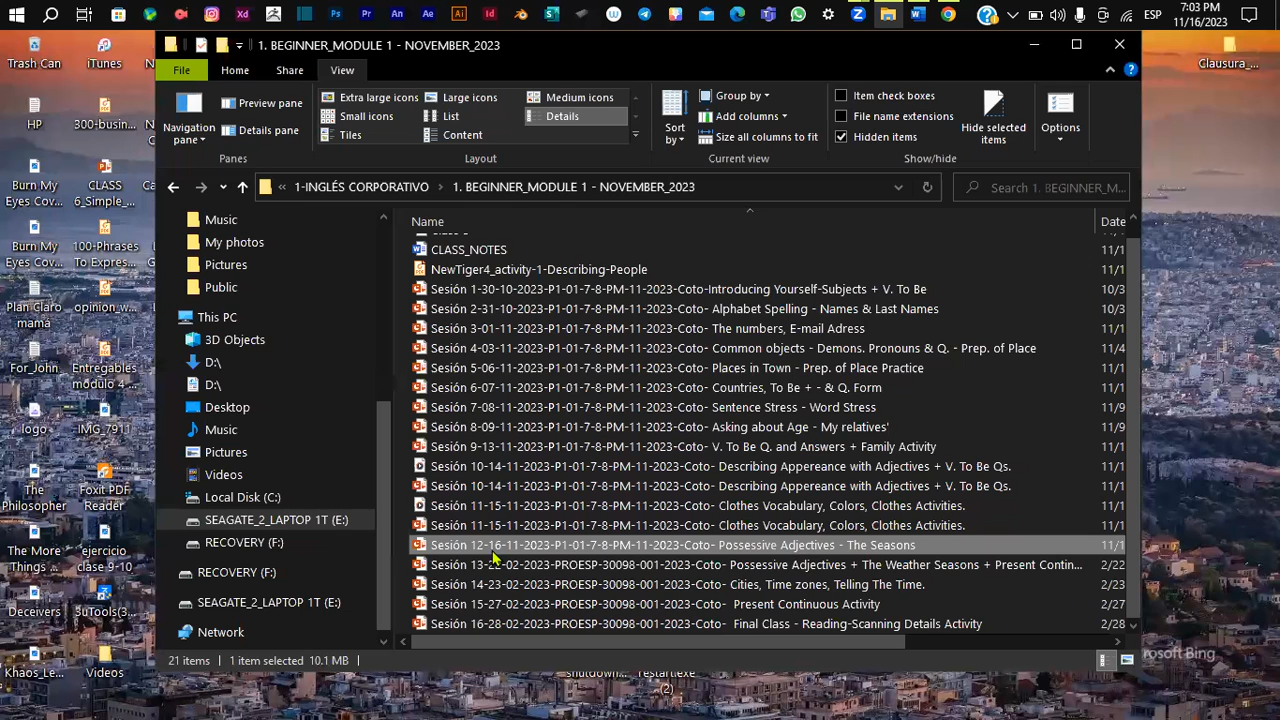 Xd
Ps
Pr
An
Ae
Ai
Id
ESP
7:03 PM
11/16/2023
1. BEGINNER_MODULE 1 - NOVEMBER_2023
File
Home
Share
View
Navigation pane
Preview pane
Details pane
Panes
Extra large icons
Large icons
Medium icons
Small icons
List
Details
Tiles
Content
Layout
Sort by
Group by
Add columns
Size all columns to fit
Current view
Item check boxes
File name extensions
Hidden items
Hide selected items
Show/hide
Options
1-INGLÉS CORPORATIVO
1. BEGINNER_MODULE 1 - NOVEMBER_2023
Search 1. BEGINNER_M...
Music
My photos
Pictures
Public
This PC
3D Objects
D:\
D:\
Desktop
Music
Pictures
Videos
Local Disk (C:)
SEAGATE_2_LAPTOP 1T (E:)
RECOVERY (F:)
RECOVERY (F:)
SEAGATE_2_LAPTOP 1T (E:)
Network
Name
Date
CLASS_NOTES
NewTiger4_activity-1-Describing-People
Sesión 1-30-10-2023-P1-01-7-8-PM-11-2023-Coto-Introducing Yourself-Subjects + V. To Be
Sesión 2-31-10-2023-P1-01-7-8-PM-11-2023-Coto- Alphabet Spelling - Names & Last Names
Sesión 3-01-11-2023-P1-01-7-8-PM-11-2023-Coto- The numbers, E-mail Adress
Sesión 4-03-11-2023-P1-01-7-8-PM-11-2023-Coto- Common objects - Demons. Pronouns & Q. - Prep. of Place
Sesión 5-06-11-2023-P1-01-7-8-PM-11-2023-Coto- Places in Town - Prep. of Place Practice
Sesión 6-07-11-2023-P1-01-7-8-PM-11-2023-Coto- Countries, To Be + - & Q. Form
Sesión 7-08-11-2023-P1-01-7-8-PM-11-2023-Coto- Sentence Stress - Word Stress
Sesión 8-09-11-2023-P1-01-7-8-PM-11-2023-Coto- Asking about Age - My relatives'
Sesión 9-13-11-2023-P1-01-7-8-PM-11-2023-Coto- V. To Be Q. and Answers + Family Activity
Sesión 10-14-11-2023-P1-01-7-8-PM-11-2023-Coto- Describing Appereance with Adjectives + V. To Be Qs.
Sesión 10-14-11-2023-P1-01-7-8-PM-11-2023-Coto- Describing Appereance with Adjectives + V. To Be Qs.
Sesión 11-15-11-2023-P1-01-7-8-PM-11-2023-Coto- Clothes Vocabulary, Colors, Clothes Activities.
Sesión 11-15-11-2023-P1-01-7-8-PM-11-2023-Coto- Clothes Vocabulary, Colors, Clothes Activities.
Sesión 12-16-11-2023-P1-01-7-8-PM-11-2023-Coto- Possessive Adjectives - The Seasons
-02-2023-PROESP-30098-001-2023-Coto- Possessive Adjectives + The Weather Seasons + Present Contin...
Sesión 14-23-02-2023-PROESP-30098-001-2023-Coto- Cities, Time zones, Telling The Time.
Sesión 15-27-02-2023-PROESP-30098-001-2023-Coto- Present Continuous Activity
Sesión 16-28-02-2023-PROESP-30098-001-2023-Coto- Final Class - Reading-Scanning Details Activity
21 items
1 item selected 10.1 MB
Trash Can
iTunes
HP
300-busin...
Burn My Eyes Cov...
CLASS 6_Simple_...
Burn My Eyes Cov...
100-Phrases To Expres...
Plan Claro mama
opinion_w...
For_John_
Entregables modulo 4 ...
logo
IMG_7911
The Philosopher
Foxit PDF Reader
The More Things ...
ejercicio clase 9-10
Deceivers
3uTools(3...
Khaos_Le...
Videos
Clausura_...
(2)